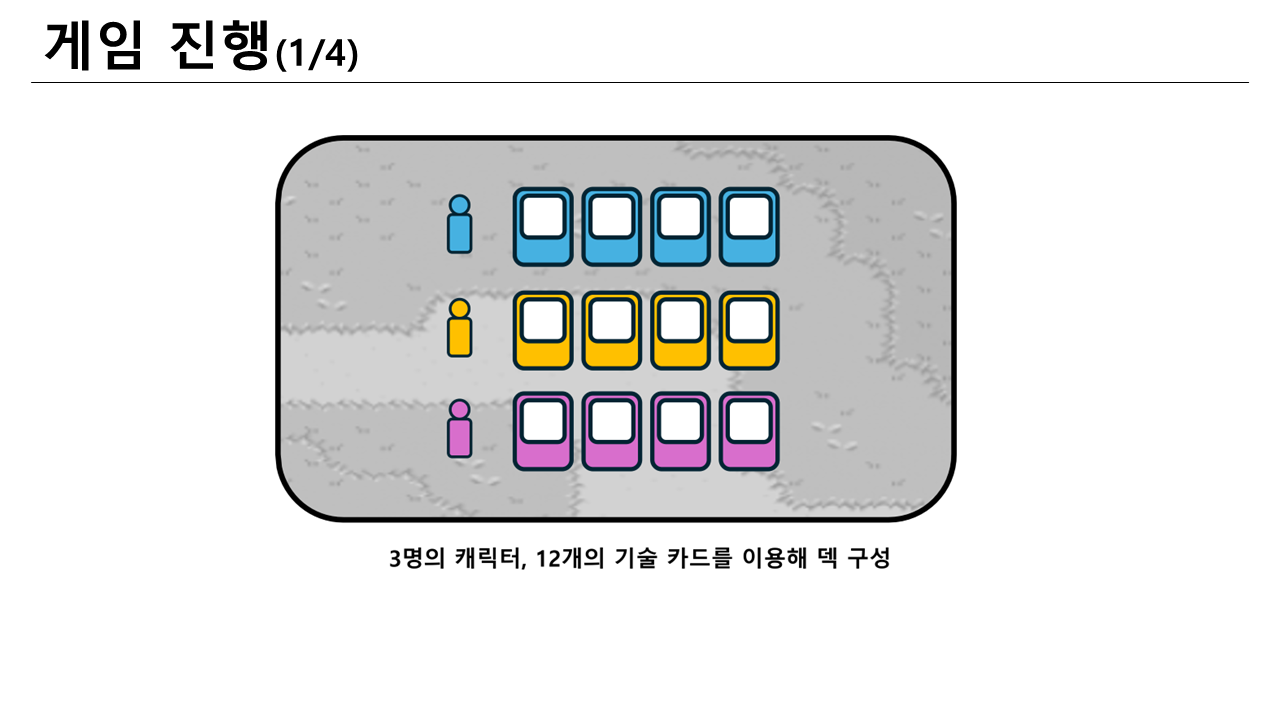 게임 진행(1/4)
3명의 캐릭터, 12개의 기술 카드를 이용해 덱 구성